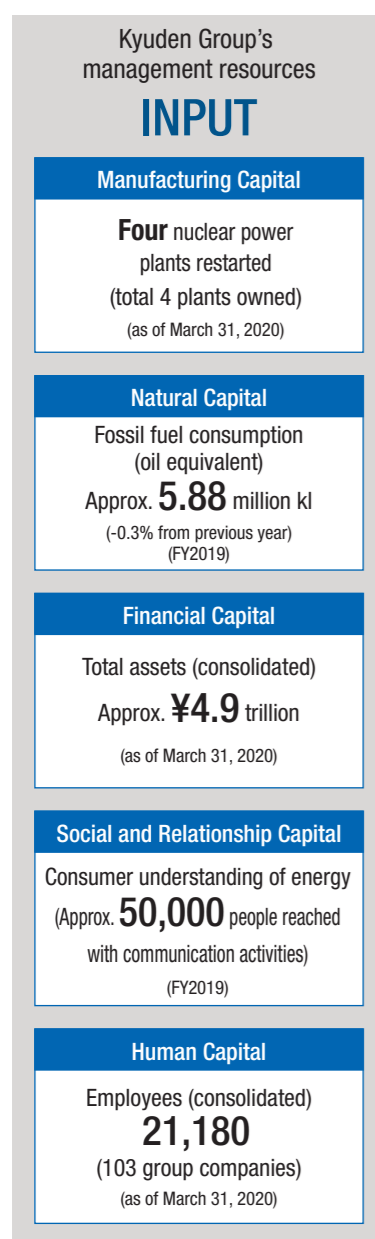 Kyuden Group's
management resources
INPUT
Manufacturing Capital
Four nuclear power
plants restarted
(total 4 plants owned)
(as of March 31, 2020)
Natural Capital
Fossil fuel consumption
(oil equivalent)
Approx. 5.88 million kl
(-0.3% from previous year)
(FY2019)
Financial Capital
Total assets (consolidated)
Approx. ¥4.9 trillion
(as of March 31, 2020)
Social and Relationship Capital
Consumer understanding of energy
(Approx. 50,000 people reached
with communication activities)
(FY2019)
Human Capital
Employees (consolidated)
21,180
(103 group companies)
(as of March 31, 2020)